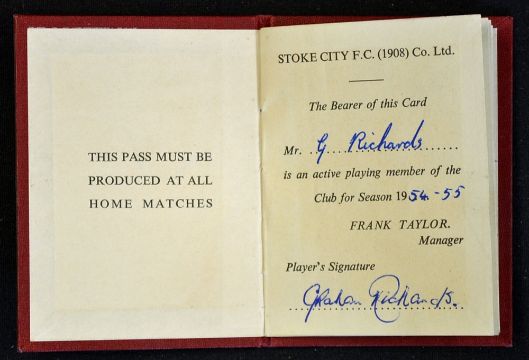 THIS PASS MUST BE
PRODUCED AT ALL
HOME MATCHES
STOKE CITY F.C. (1908) Co. Ltd.
The Bearer of this Card
Mr. G Richards
is an active playing member of the
Club for Season 1954-55
FRANK TAYLOR.
Manager
Player's Signature
Graham Richards.